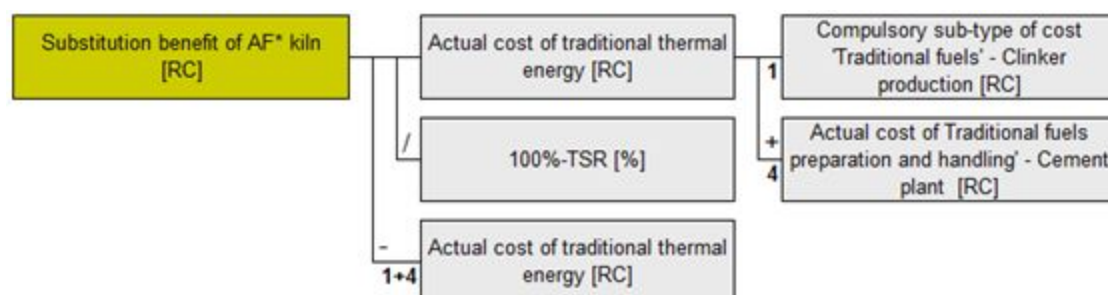 Substitution benefit of AF* kiln
[RC]
Actual cost of traditional thermal
energy [RC]
1
Compulsory sub-type of cost
'Traditional fuels' - Clinker
production [RC]
/
100%-TSR [%]
+
4
Actual cost of Traditional fuels
preparation and handling' - Cement
plant [RC]
-
1+4
Actual cost of traditional thermal
energy [RC]